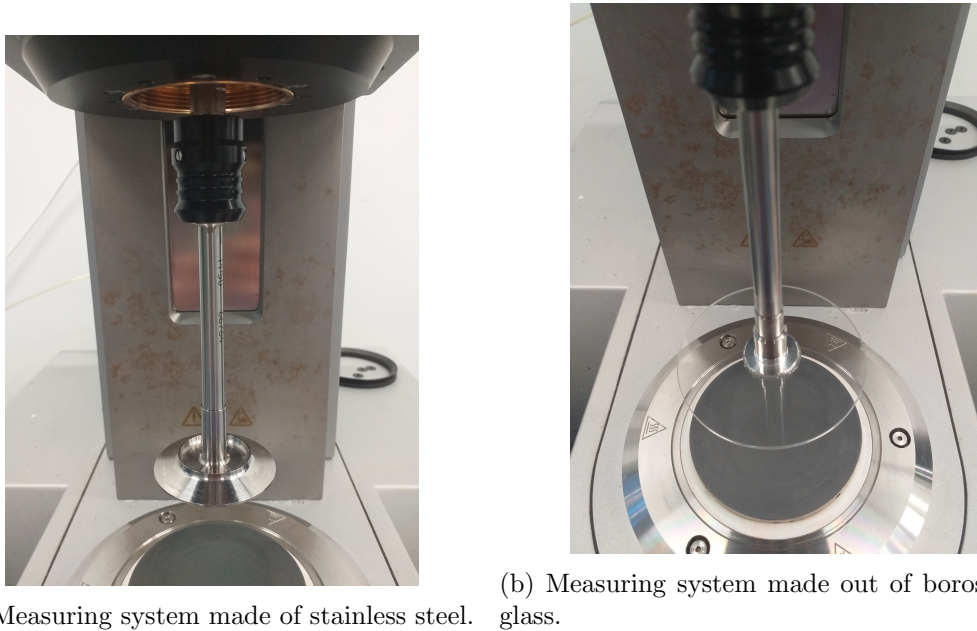 Measuring system made of stainless steel.
(b) Measuring system made out of boros
glass.